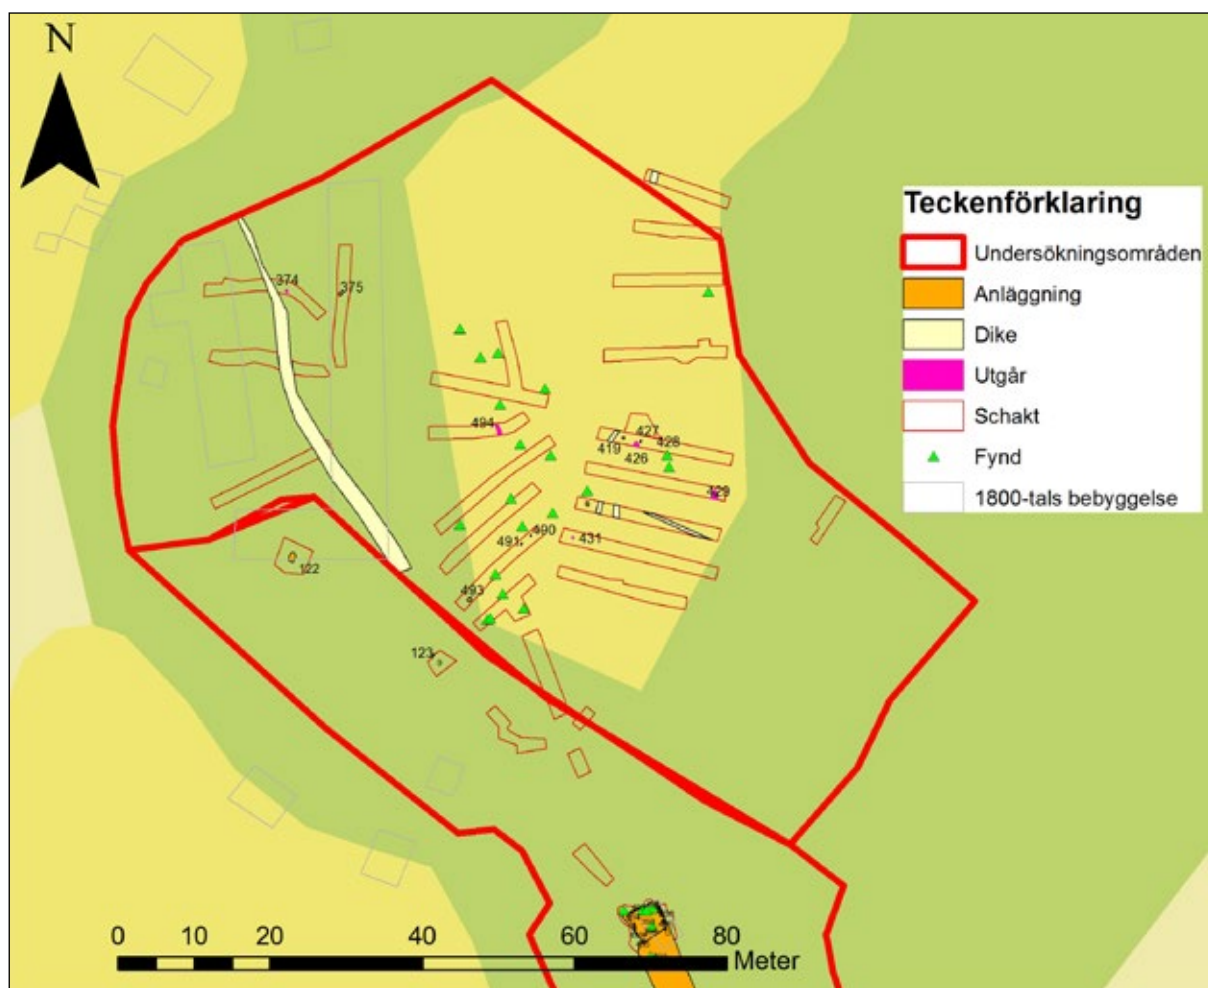 N
Teckenförklaring
Undersökningsområden
Anläggning
Dike
Utgår
Schakt
Fynd
1800-tals bebyggelse
374
375
494
427
419
428
426
429
490
491
431
122
493
123
0 10 20 40 60 80 Meter